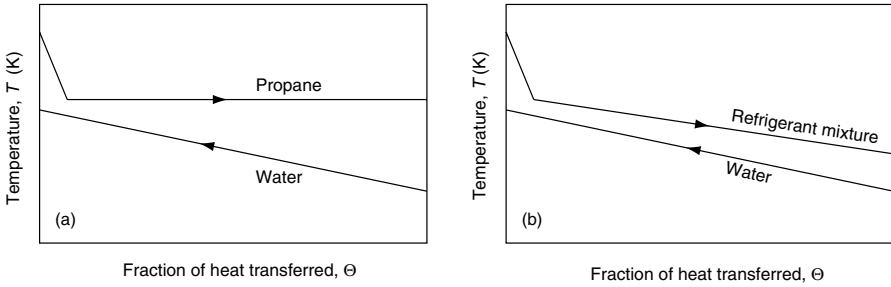 Temperature, T (K)
Propane
Water
(a)
Fraction of heat transferred, Θ
Temperature, T (K)
Refrigerant mixture
Water
(b)
Fraction of heat transferred, Θ